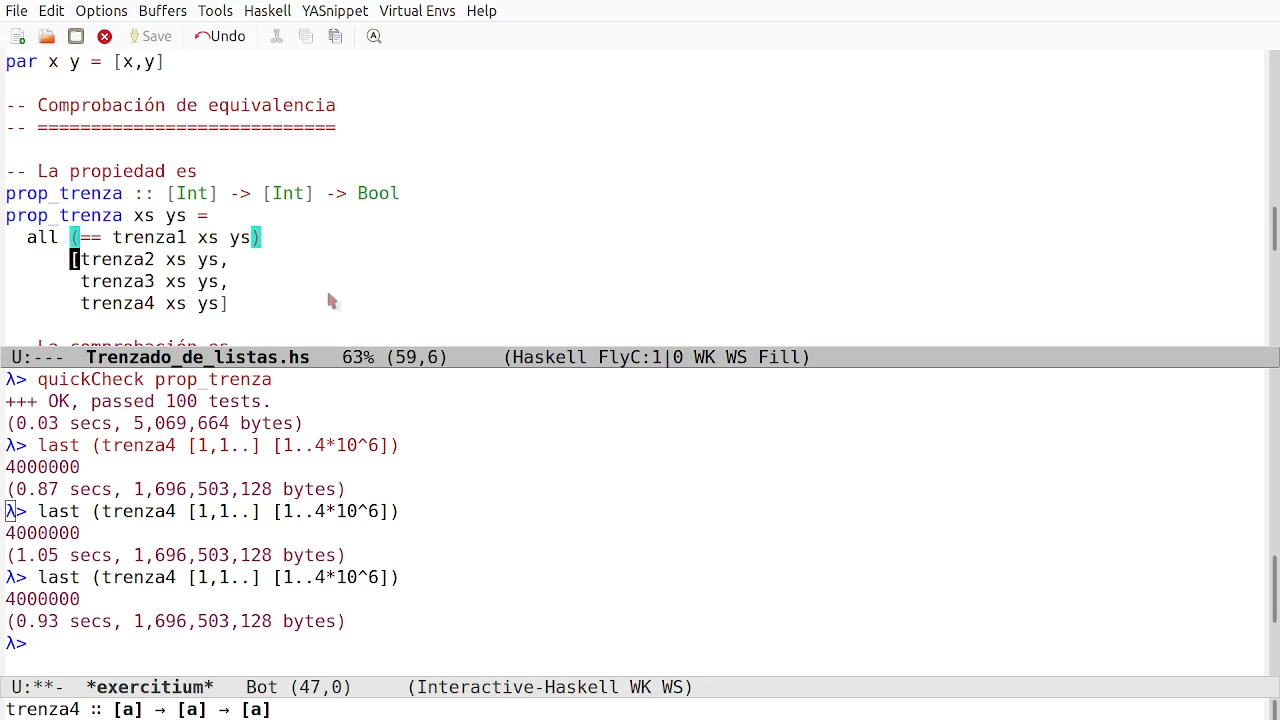 File Edit Options Buffers Tools Haskell YASnippet Virtual Envs Help
Save Undo
par x y = [x,y]
-- Comprobación de equivalencia
-- ============================
-- La propiedad es
prop_trenza :: [Int] -> [Int] -> Bool
prop_trenza xs ys =
all (== trenza1 xs ys)
[trenza2 xs ys,
trenza3 xs ys,
trenza4 xs ys]
-- La comprobación es
U:--- Trenzado_de_listas.hs 63% (59,6) (Haskell FlyC:1|0 WK WS Fill)
λ> quickCheck prop_trenza
+++ OK, passed 100 tests.
(0.03 secs, 5,069,664 bytes)
λ> last (trenza4 [1,1..] [1..4*10^6])
4000000
(0.87 secs, 1,696,503,128 bytes)
λ> last (trenza4 [1,1..] [1..4*10^6])
4000000
(1.05 secs, 1,696,503,128 bytes)
λ> last (trenza4 [1,1..] [1..4*10^6])
4000000
(0.93 secs, 1,696,503,128 bytes)
λ>
U:**- *exercitium* Bot (47,0) (Interactive-Haskell WK WS)
trenza4 ∷ [a] → [a] → [a]